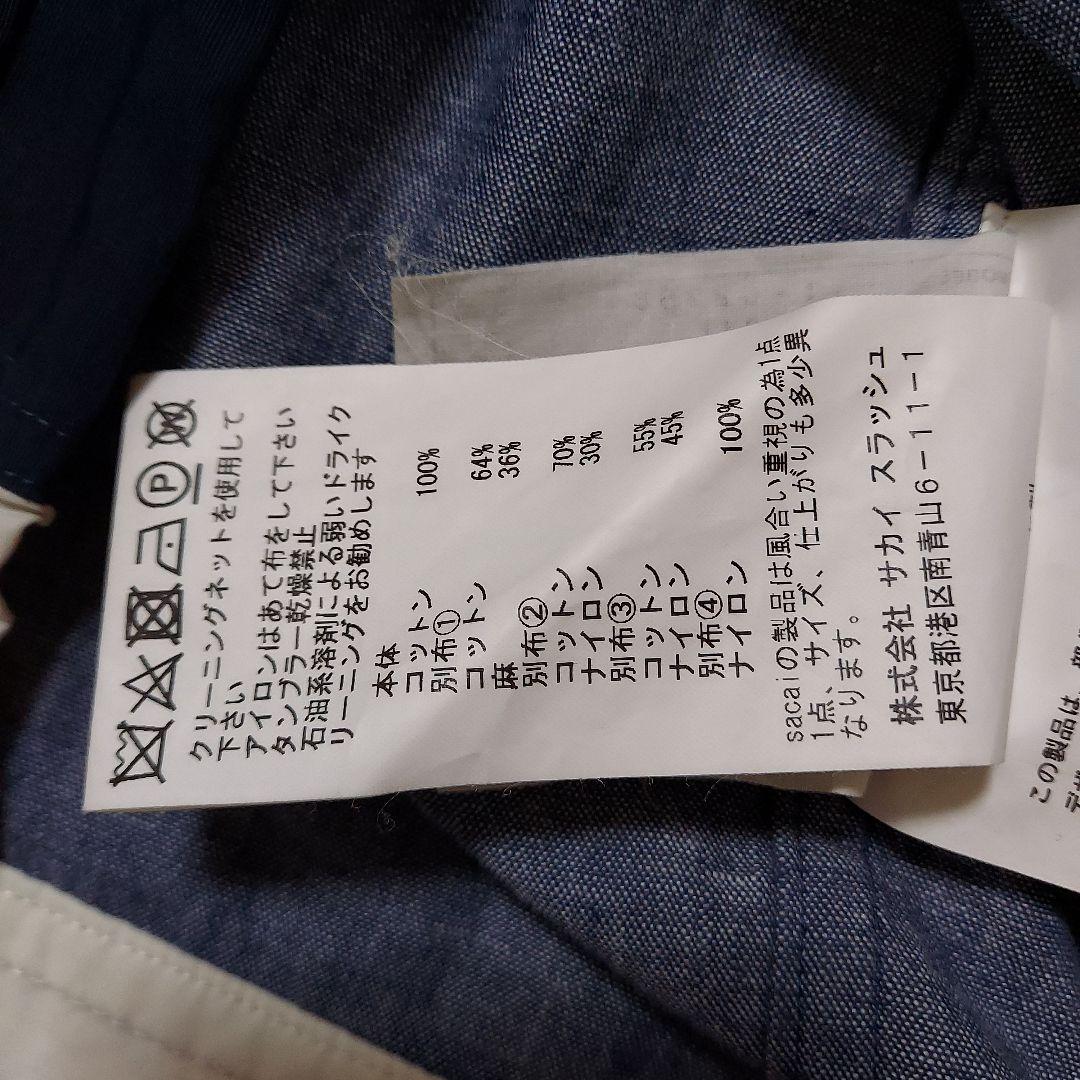 クリーニングネットを使用して
下さい
アイロンはあて布をして下さい
タンブラー乾燥禁止
石油系溶剤による弱いドライク
リーニングをお勧めします
本体
コットン 100%
別布①
コットン 64%
麻 36%
別布②
コットン 70%
ナイロン 30%
別布③
コットン 55%
ナイロン 45%
別布④
ナイロン 100%
sacaiの製品は風合い重視の為1点
1点、サイズ、仕上がりも多少異
なります。
株式会社 サカイ スラッシュ
東京都港区南青山6-11-1
この製品は、
デザ